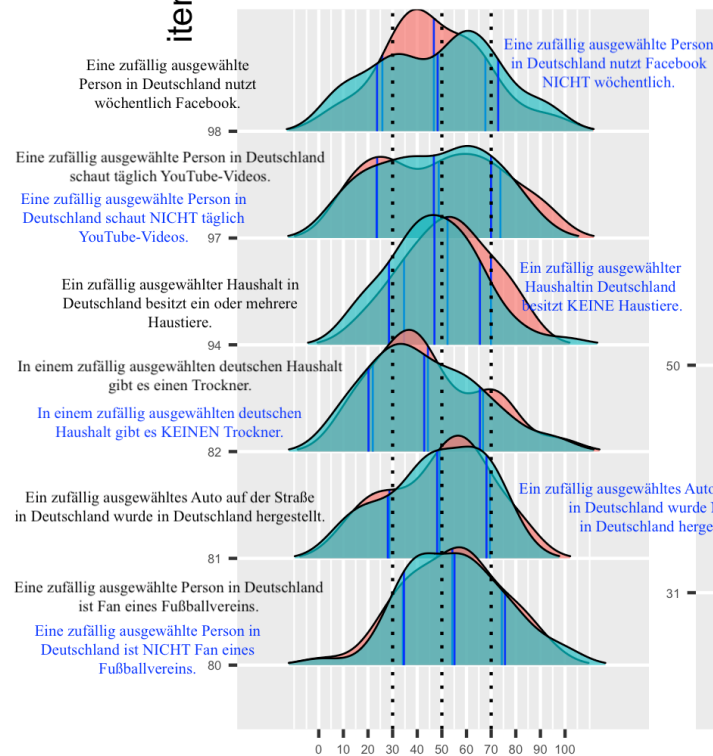 iter
Eine zufällig ausgewählte
Person in Deutschland nutzt
wöchentlich Facebook.
Eine zufällig ausgewählte Person
in Deutschland nutzt Facebook
NICHT wöchentlich.
98
Eine zufällig ausgewählte Person in Deutschland
schaut täglich YouTube-Videos.
Eine zufällig ausgewählte Person in
Deutschland schaut NICHT täglich
YouTube-Videos.
97
Ein zufällig ausgewählter Haushalt in
Deutschland besitzt ein oder mehrere
Haustiere.
Ein zufällig ausgewählter
Haushaltin Deutschland
besitzt KEINE Haustiere.
94
In einem zufällig ausgewählten deutschen Haushalt
gibt es einen Trockner.
In einem zufällig ausgewählten deutschen
Haushalt gibt es KEINEN Trockner.
50
82
Ein zufällig ausgewähltes Auto auf der Straße
in Deutschland wurde in Deutschland hergestellt.
Ein zufällig ausgewähltes Auto
in Deutschland wurde
in Deutschland herge
81
Eine zufällig ausgewählte Person in Deutschland
ist Fan eines Fußballvereins.
Eine zufällig ausgewählte Person in
Deutschland ist NICHT Fan eines
Fußballvereins.
31
80
0 10 20 30 40 50 60 70 80 90 100